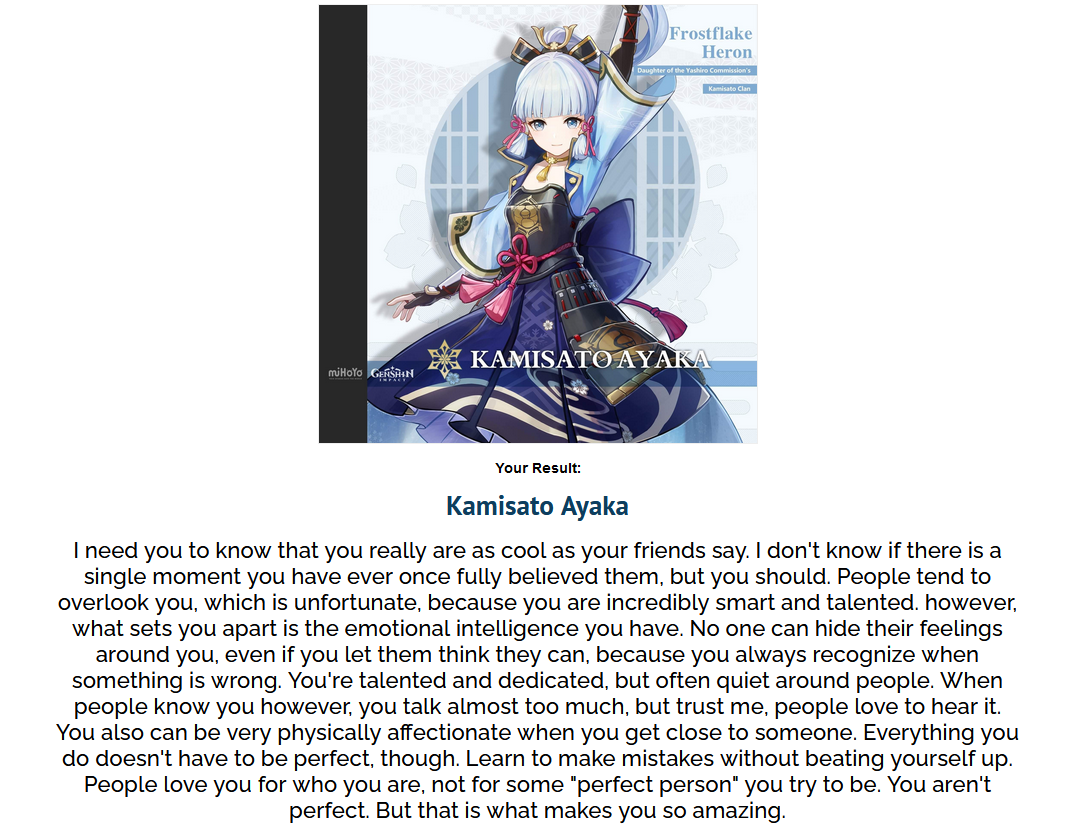 Frostflake
Heron
Daughter of the Yashiro Commission's
Kamisato Clan
KAMISATO AYAKA
miHoYo
GENSHIN
IMPACT
Your Result:
Kamisato Ayaka
I need you to know that you really are as cool as your friends say. I don't know if there is a
single moment you have ever once fully believed them, but you should. People tend to
overlook you, which is unfortunate, because you are incredibly smart and talented. however,
what sets you apart is the emotional intelligence you have. No one can hide their feelings
around you, even if you let them think they can, because you always recognize when
something is wrong. You're talented and dedicated, but often quiet around people. When
people know you however, you talk almost too much, but trust me, people love to hear it.
You also can be very physically affectionate when you get close to someone. Everything you
do doesn't have to be perfect, though. Learn to make mistakes without beating yourself up.
People love you for who you are, not for some "perfect person" you try to be. You aren't
perfect. But that is what makes you so amazing.